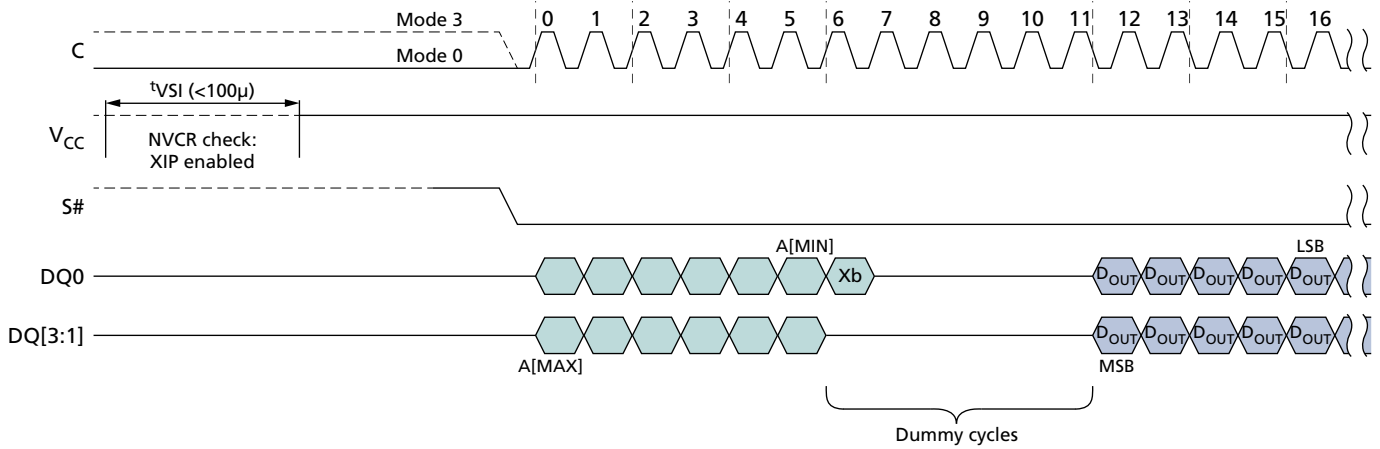 Mode 3
0 1 2 3 4 5 6 7 8 9 10 11 12 13 14 15 16
C
Mode 0
tVSI (<100µ)
VCC
NVCR check:
XIP enabled
S#
A[MIN]
LSB
DQ0
Xb
DOUT DOUT DOUT DOUT DOUT
DQ[3:1]
DOUT DOUT DOUT DOUT DOUT
A[MAX]
MSB
Dummy cycles